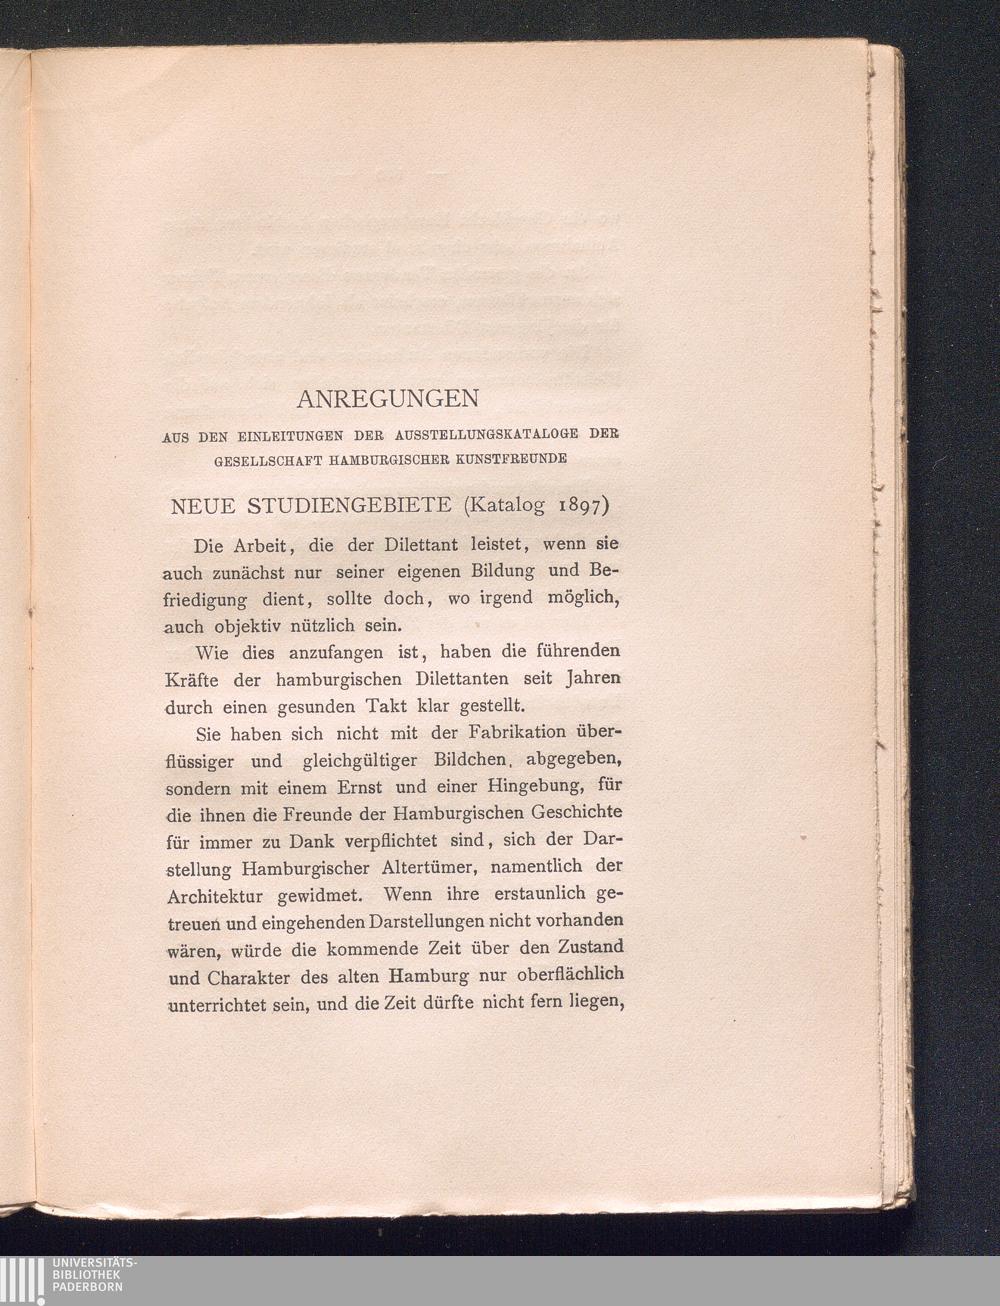 ANREGUNGEN
AUS DEN EINLEITUNGEN DER AUSSTELLUNGSKATALOGE DER
GESELLSCHAFT HAMBURGISCHER KUNSTFREUNDE
NEUE STUDIENGEBIETE (Katalog 1897)
Die Arbeit, die der Dilettant leistet, wenn sie
auch zunächst nur seiner eigenen Bildung und Be-
friedigung dient, sollte doch, wo irgend möglich,
auch objektiv nützlich sein.
Wie dies anzufangen ist, haben die führenden
Kräfte der hamburgischen Dilettanten seit Jahren
durch einen gesunden Takt klar gestellt.
Sie haben sich nicht mit der Fabrikation über-
flüssiger und gleichgültiger Bildchen, abgegeben,
sondern mit einem Ernst und einer Hingebung, für
die ihnen die Freunde der Hamburgischen Geschichte
für immer zu Dank verpflichtet sind, sich der Dar-
stellung Hamburgischer Altertümer, namentlich der
Architektur gewidmet. Wenn ihre erstaunlich ge-
treuen und eingehenden Darstellungen nicht vorhanden
wären, würde die kommende Zeit über den Zustand
und Charakter des alten Hamburg nur oberflächlich
unterrichtet sein, und die Zeit dürfte nicht fern liegen,
UNIVERSITÄTS-
BIBLIOTHEK
PADERBORN